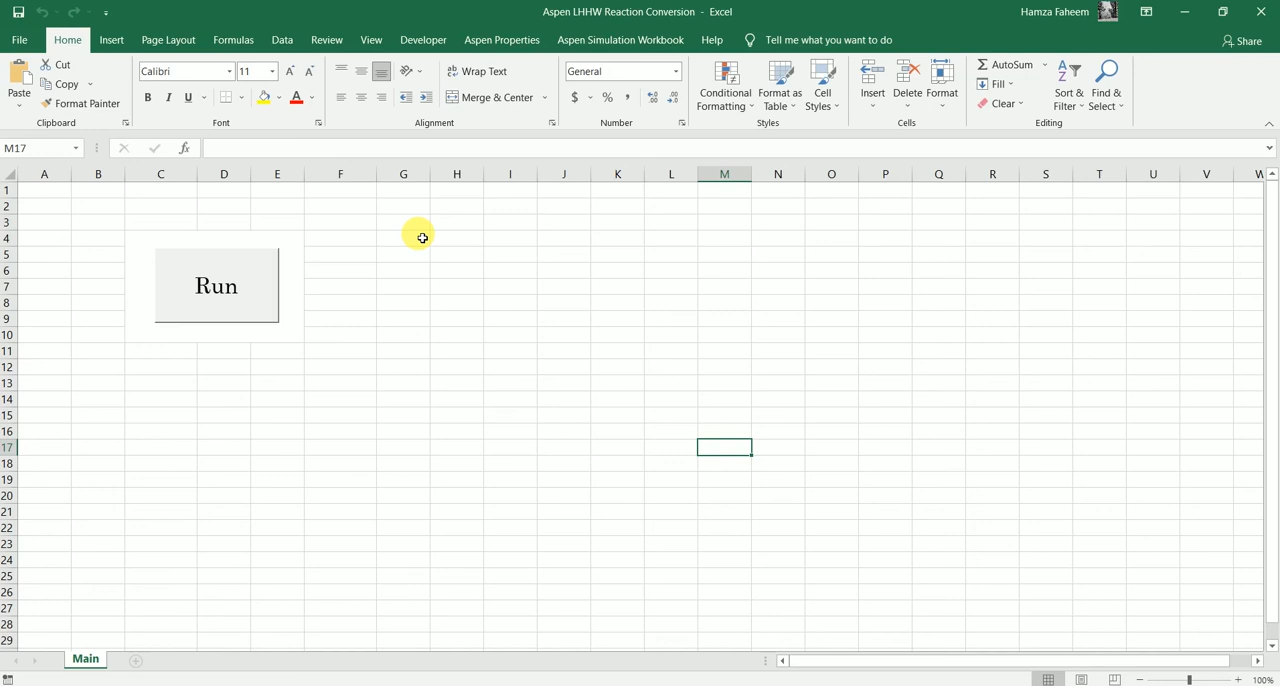 Aspen LHHW Reaction Conversion - Excel
Hamza Faheem
File Home Insert Page Layout Formulas Data Review View Developer Aspen Properties Aspen Simulation Workbook Help Tell me what you want to do Share
Paste
Cut
Copy
Format Painter
Clipboard
Calibri 11 A A
B I U A
Font
Wrap Text
Merge & Center
Alignment
General
$ % ,
Number
Conditional Formatting
Format as Table
Cell Styles
Styles
Insert Delete Format
Cells
AutoSum
Fill
Clear
Sort & Filter
Find & Select
Editing
M17
fx
A B C D E F G H I J K L M N O P Q R S T U V W
1
2
3
4
5
6
7
8
9
10
11
12
13
14
15
16
17
18
19
20
21
22
23
24
25
26
27
28
29
Run
Main
100%